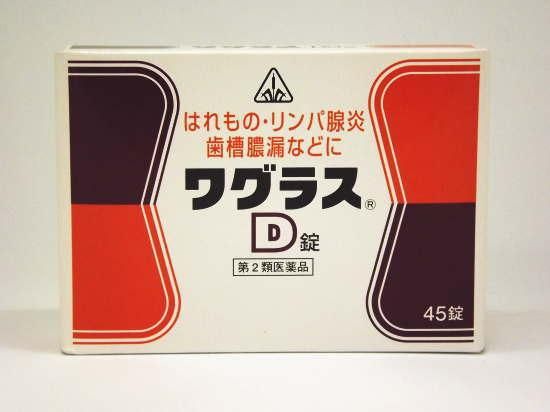 はれもの・リンパ腺炎
歯槽膿漏などに
ワグラス®
D錠
第2類医薬品
45錠